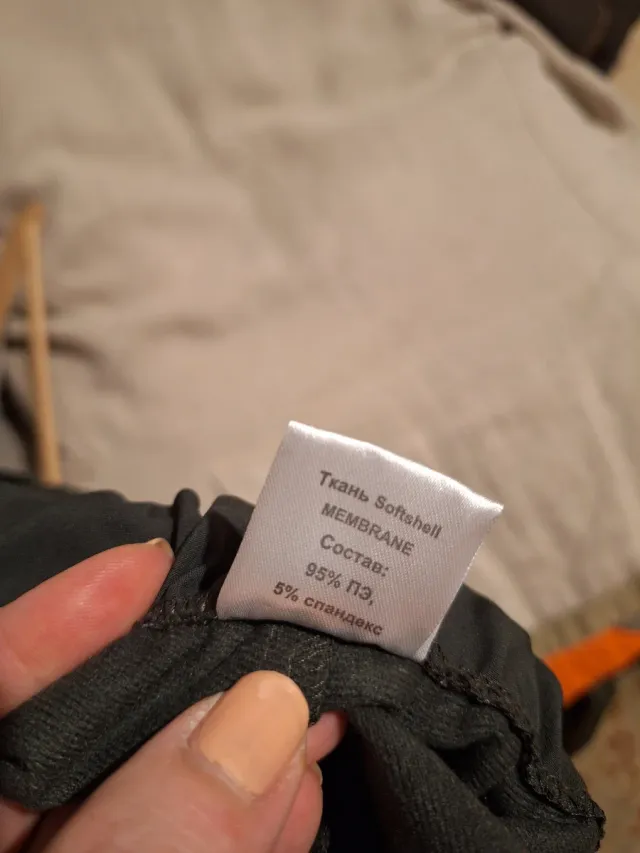 Ткань Softshell
MEMBRANE
Состав:
95% ПЭ,
5% спандекс